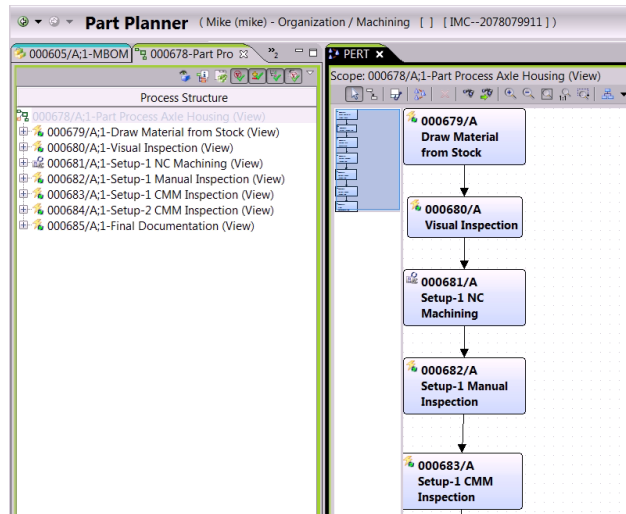 Part Planner ( Mike (mike) - Organization / Machining [ ] [ IMC--2078079911 ] )
000605/A;1-MBOM 000678-Part Pro »2 PERT
Scope: 000678/A;1-Part Process Axle Housing (View)
Process Structure
000678/A;1-Part Process Axle Housing (View)
000679/A;1-Draw Material from Stock (View)
000680/A;1-Visual Inspection (View)
000681/A;1-Setup-1 NC Machining (View)
000682/A;1-Setup-1 Manual Inspection (View)
000683/A;1-Setup-1 CMM Inspection (View)
000684/A;1-Setup-2 CMM Inspection (View)
000685/A;1-Final Documentation (View)
000679/A
Draw Material
from Stock
000680/A
Visual Inspection
000681/A
Setup-1 NC
Machining
000682/A
Setup-1 Manual
Inspection
000683/A
Setup-1 CMM
Inspection